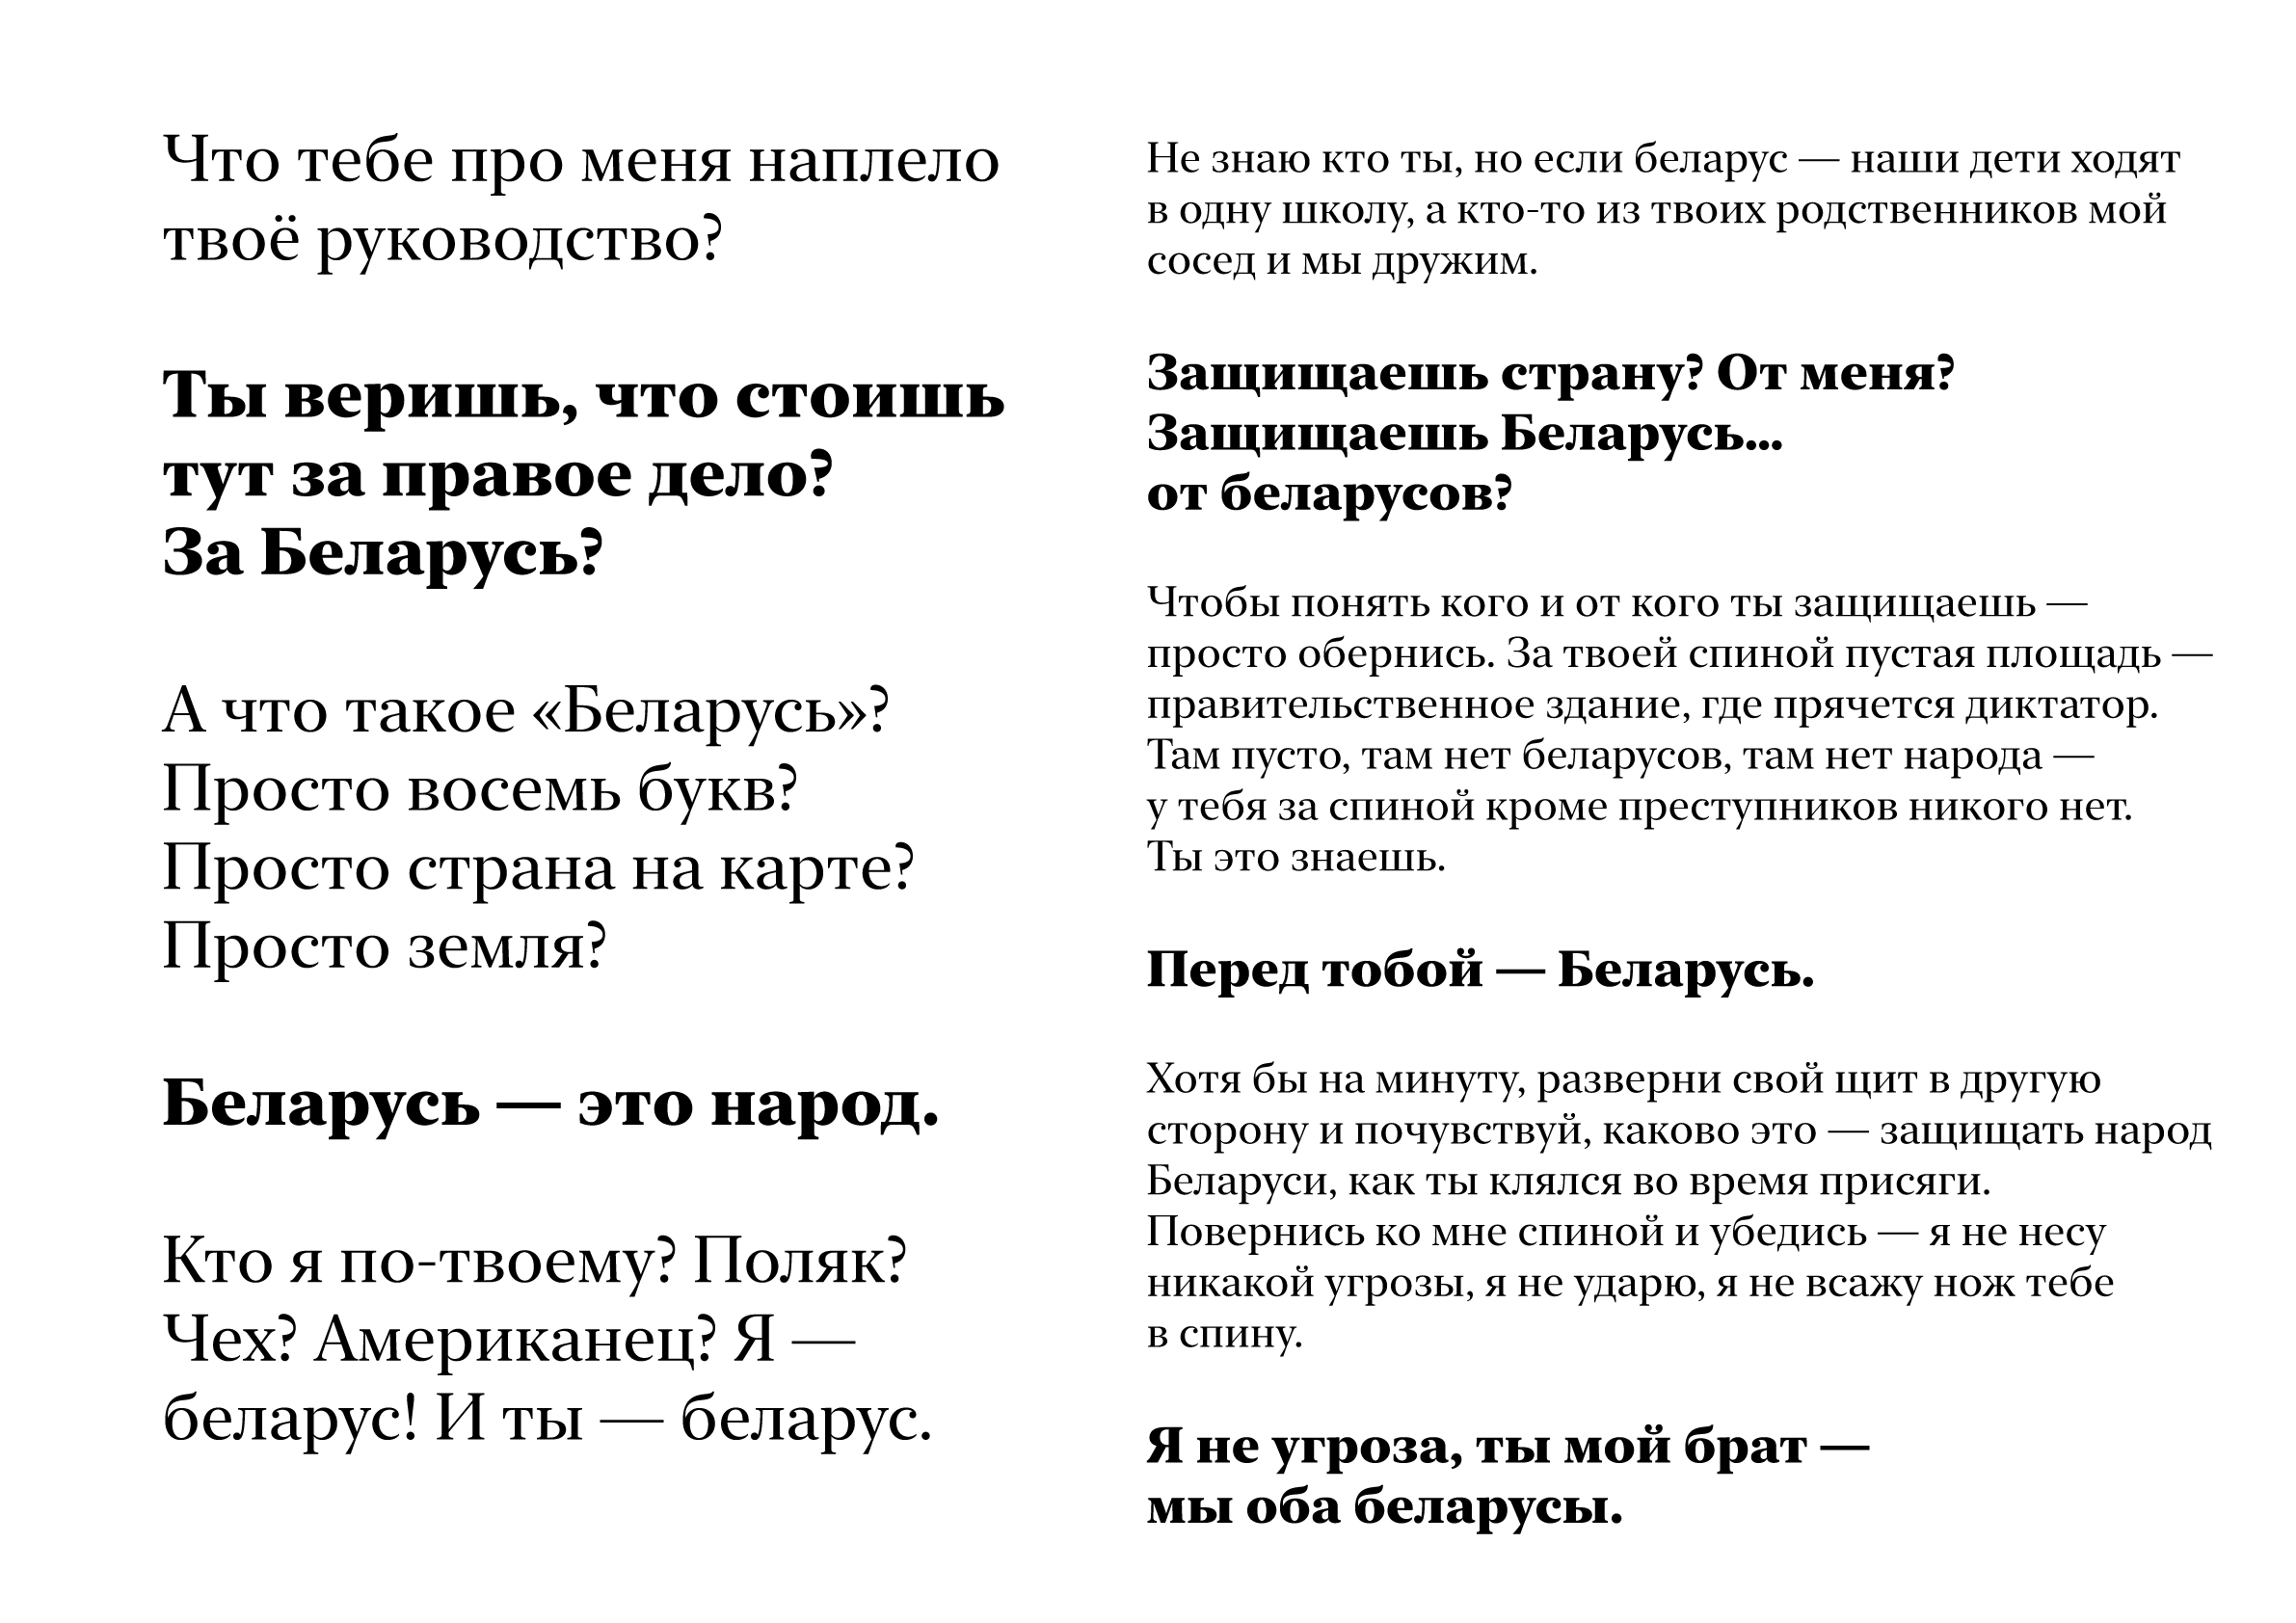 Что тебе про меня наплело
твоё руководство?
Ты веришь, что стоишь
тут за правое дело?
За Беларусь?
А что такое «Беларусь»?
Просто восемь букв?
Просто страна на карте?
Просто земля?
Беларусь — это народ.
Кто я по-твоему? Поляк?
Чех? Американец? Я —
беларус! И ты — беларус.
Не знаю кто ты, но если беларус — наши дети ходят
в одну школу, а кто-то из твоих родственников мой
сосед и мы дружим.
Защищаешь страну? От меня?
Защищаешь Беларусь...
от беларусов?
Чтобы понять кого и от кого ты защищаешь —
просто обернись. За твоей спиной пустая площадь —
правительственное здание, где прячется диктатор.
Там пусто, там нет беларусов, там нет народа —
у тебя за спиной кроме преступников никого нет.
Ты это знаешь.
Перед тобой — Беларусь.
Хотя бы на минуту, разверни свой щит в другую
сторону и почувствуй, каково это — защищать народ
Беларуси, как ты клялся во время присяги.
Повернись ко мне спиной и убедись — я не несу
никакой угрозы, я не ударю, я не всажу нож тебе
в спину.
Я не угроза, ты мой брат —
мы оба беларусы.